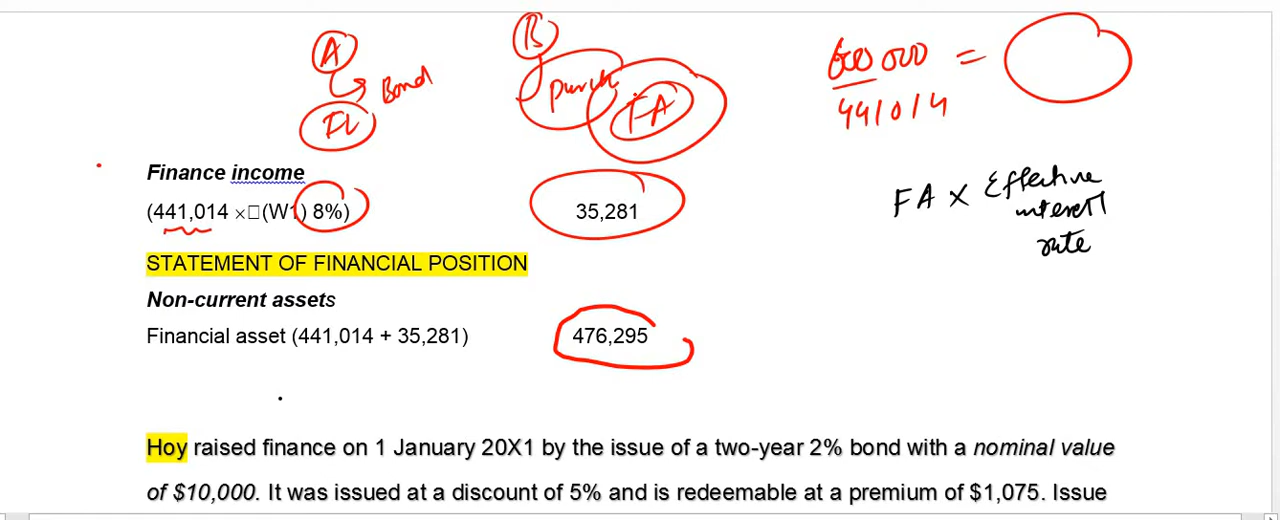 A
B
Bond
FL
FA
600 000 =
441014
Finance income
(441,014 ×□(W1) 8%) 35,281
FA × Effective
interest
rate
STATEMENT OF FINANCIAL POSITION
Non-current assets
Financial asset (441,014 + 35,281) 476,295
Hoy raised finance on 1 January 20X1 by the issue of a two-year 2% bond with a nominal value
of $10,000. It was issued at a discount of 5% and is redeemable at a premium of $1,075. Issue